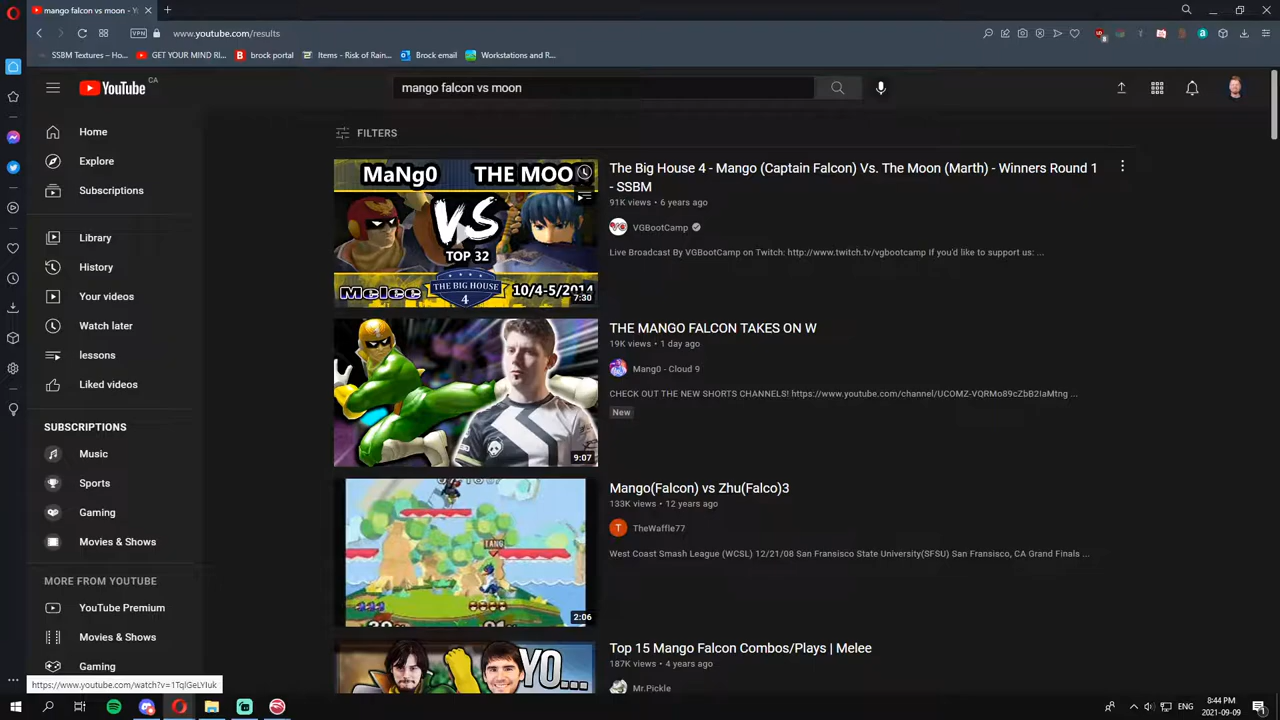 mango falcon vs moon - Y
VPN
www.youtube.com/results
SSBM Textures – Ho...
GET YOUR MIND RI...
brock portal
Items - Risk of Rain...
Brock email
Workstations and R...
YouTube CA
mango falcon vs moon
Home
Explore
Subscriptions
Library
History
Your videos
Watch later
lessons
Liked videos
SUBSCRIPTIONS
Music
Sports
Gaming
Movies & Shows
MORE FROM YOUTUBE
YouTube Premium
Movies & Shows
Gaming
https://www.youtube.com/watch?v=1TqlGeLYIuk
FILTERS
MaNg0 THE MOO
VS
TOP 32
Melee
THE BIG HOUSE
4
10/4-5/2014
7:30
The Big House 4 - Mango (Captain Falcon) Vs. The Moon (Marth) - Winners Round 1
- SSBM
91K views • 6 years ago
VGBootCamp
Live Broadcast By VGBootCamp on Twitch: http://www.twitch.tv/vgbootcamp If you'd like to support us: ...
9:07
THE MANGO FALCON TAKES ON W
19K views • 1 day ago
Mang0 - Cloud 9
CHECK OUT THE NEW SHORTS CHANNELS! https://www.youtube.com/channel/UCOMZ-VQRMo89cZbB2IaMtng ...
New
TANG
2:06
Mango(Falcon) vs Zhu(Falco)3
133K views • 12 years ago
T
TheWaffle77
West Coast Smash League (WCSL) 12/21/08 San Fransisco State University(SFSU) San Fransisco, CA Grand Finals ...
YO...
Top 15 Mango Falcon Combos/Plays | Melee
187K views • 4 years ago
Mr.Pickle
8:44 PM
2021-09-09